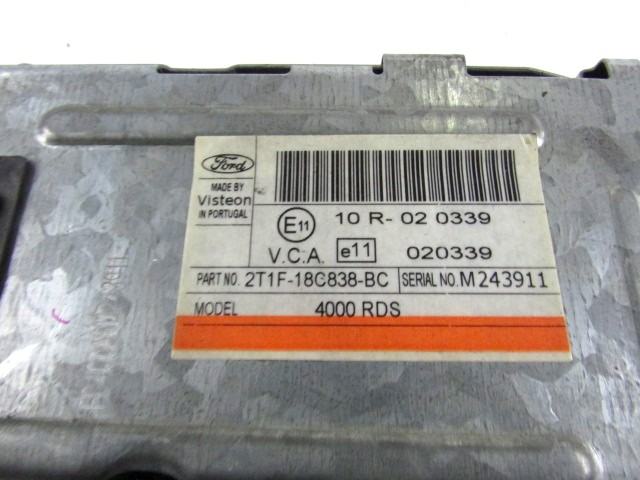 Ford
MADE BY
Visteon
IN PORTUGAL
E11 10 R- 02 0339
V.C.A. e11 020339
PART NO. 2T1F-18C838-BC SERIAL NO. M243911
MODEL 4000 RDS